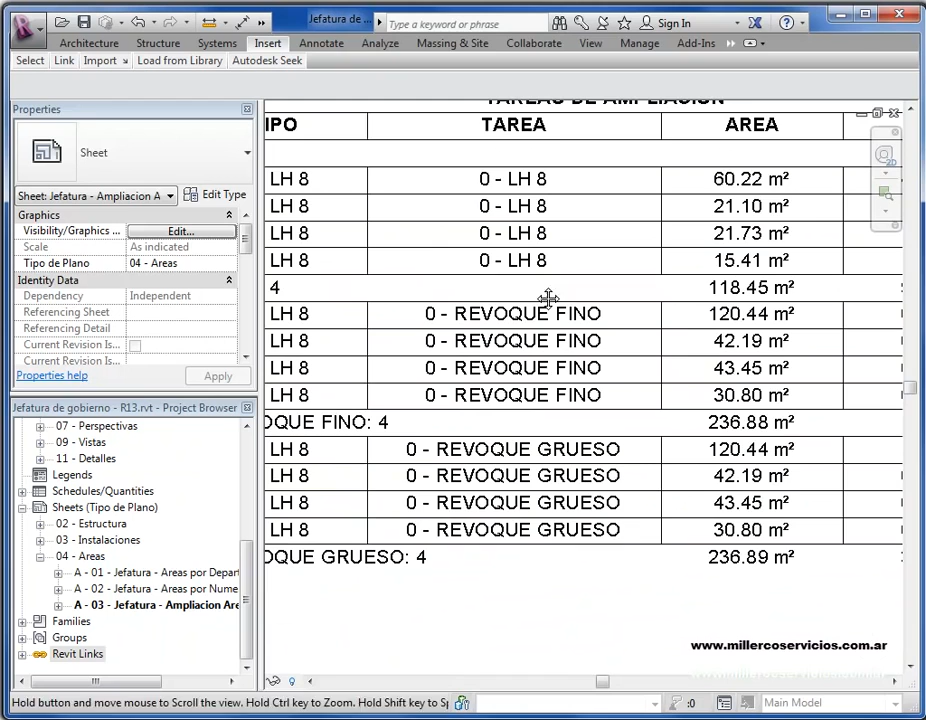 Jefatura de ...
Type a keyword or phrase
Sign In
Architecture Structure Systems Insert Annotate Analyze Massing & Site Collaborate View Manage Add-Ins
Select Link Import Load from Library Autodesk Seek
Properties
Sheet
Sheet: Jefatura - Ampliacion A
Edit Type
Graphics
Visibility/Graphics ... Edit...
Scale As indicated
Tipo de Plano 04 - Areas
Identity Data
Dependency Independent
Referencing Sheet
Referencing Detail
Current Revision Is...
Current Revision Is...
Properties help
Apply
Jefatura de gobierno - R13.rvt - Project Browser
07 - Perspectivas
09 - Vistas
11 - Detalles
Legends
Schedules/Quantities
Sheets (Tipo de Plano)
02 - Estructura
03 - Instalaciones
04 - Areas
A - 01 - Jefatura - Areas por Depart
A - 02 - Jefatura - Areas por Nume
A - 03 - Jefatura - Ampliacion Are
Families
Groups
Revit Links
TAREAS DE AMPLIACION
IPO TAREA AREA
LH 8 0 - LH 8 60.22 m²
LH 8 0 - LH 8 21.10 m²
LH 8 0 - LH 8 21.73 m²
LH 8 0 - LH 8 15.41 m²
4 118.45 m²
LH 8 0 - REVOQUE FINO 120.44 m²
LH 8 0 - REVOQUE FINO 42.19 m²
LH 8 0 - REVOQUE FINO 43.45 m²
LH 8 0 - REVOQUE FINO 30.80 m²
OQUE FINO: 4 236.88 m²
LH 8 0 - REVOQUE GRUESO 120.44 m²
LH 8 0 - REVOQUE GRUESO 42.19 m²
LH 8 0 - REVOQUE GRUESO 43.45 m²
LH 8 0 - REVOQUE GRUESO 30.80 m²
OQUE GRUESO: 4 236.89 m²
2D
www.millercoservicios.com.ar
Hold button and move mouse to Scroll the view. Hold Ctrl key to Zoom. Hold Shift key to Sp
:0
Main Model